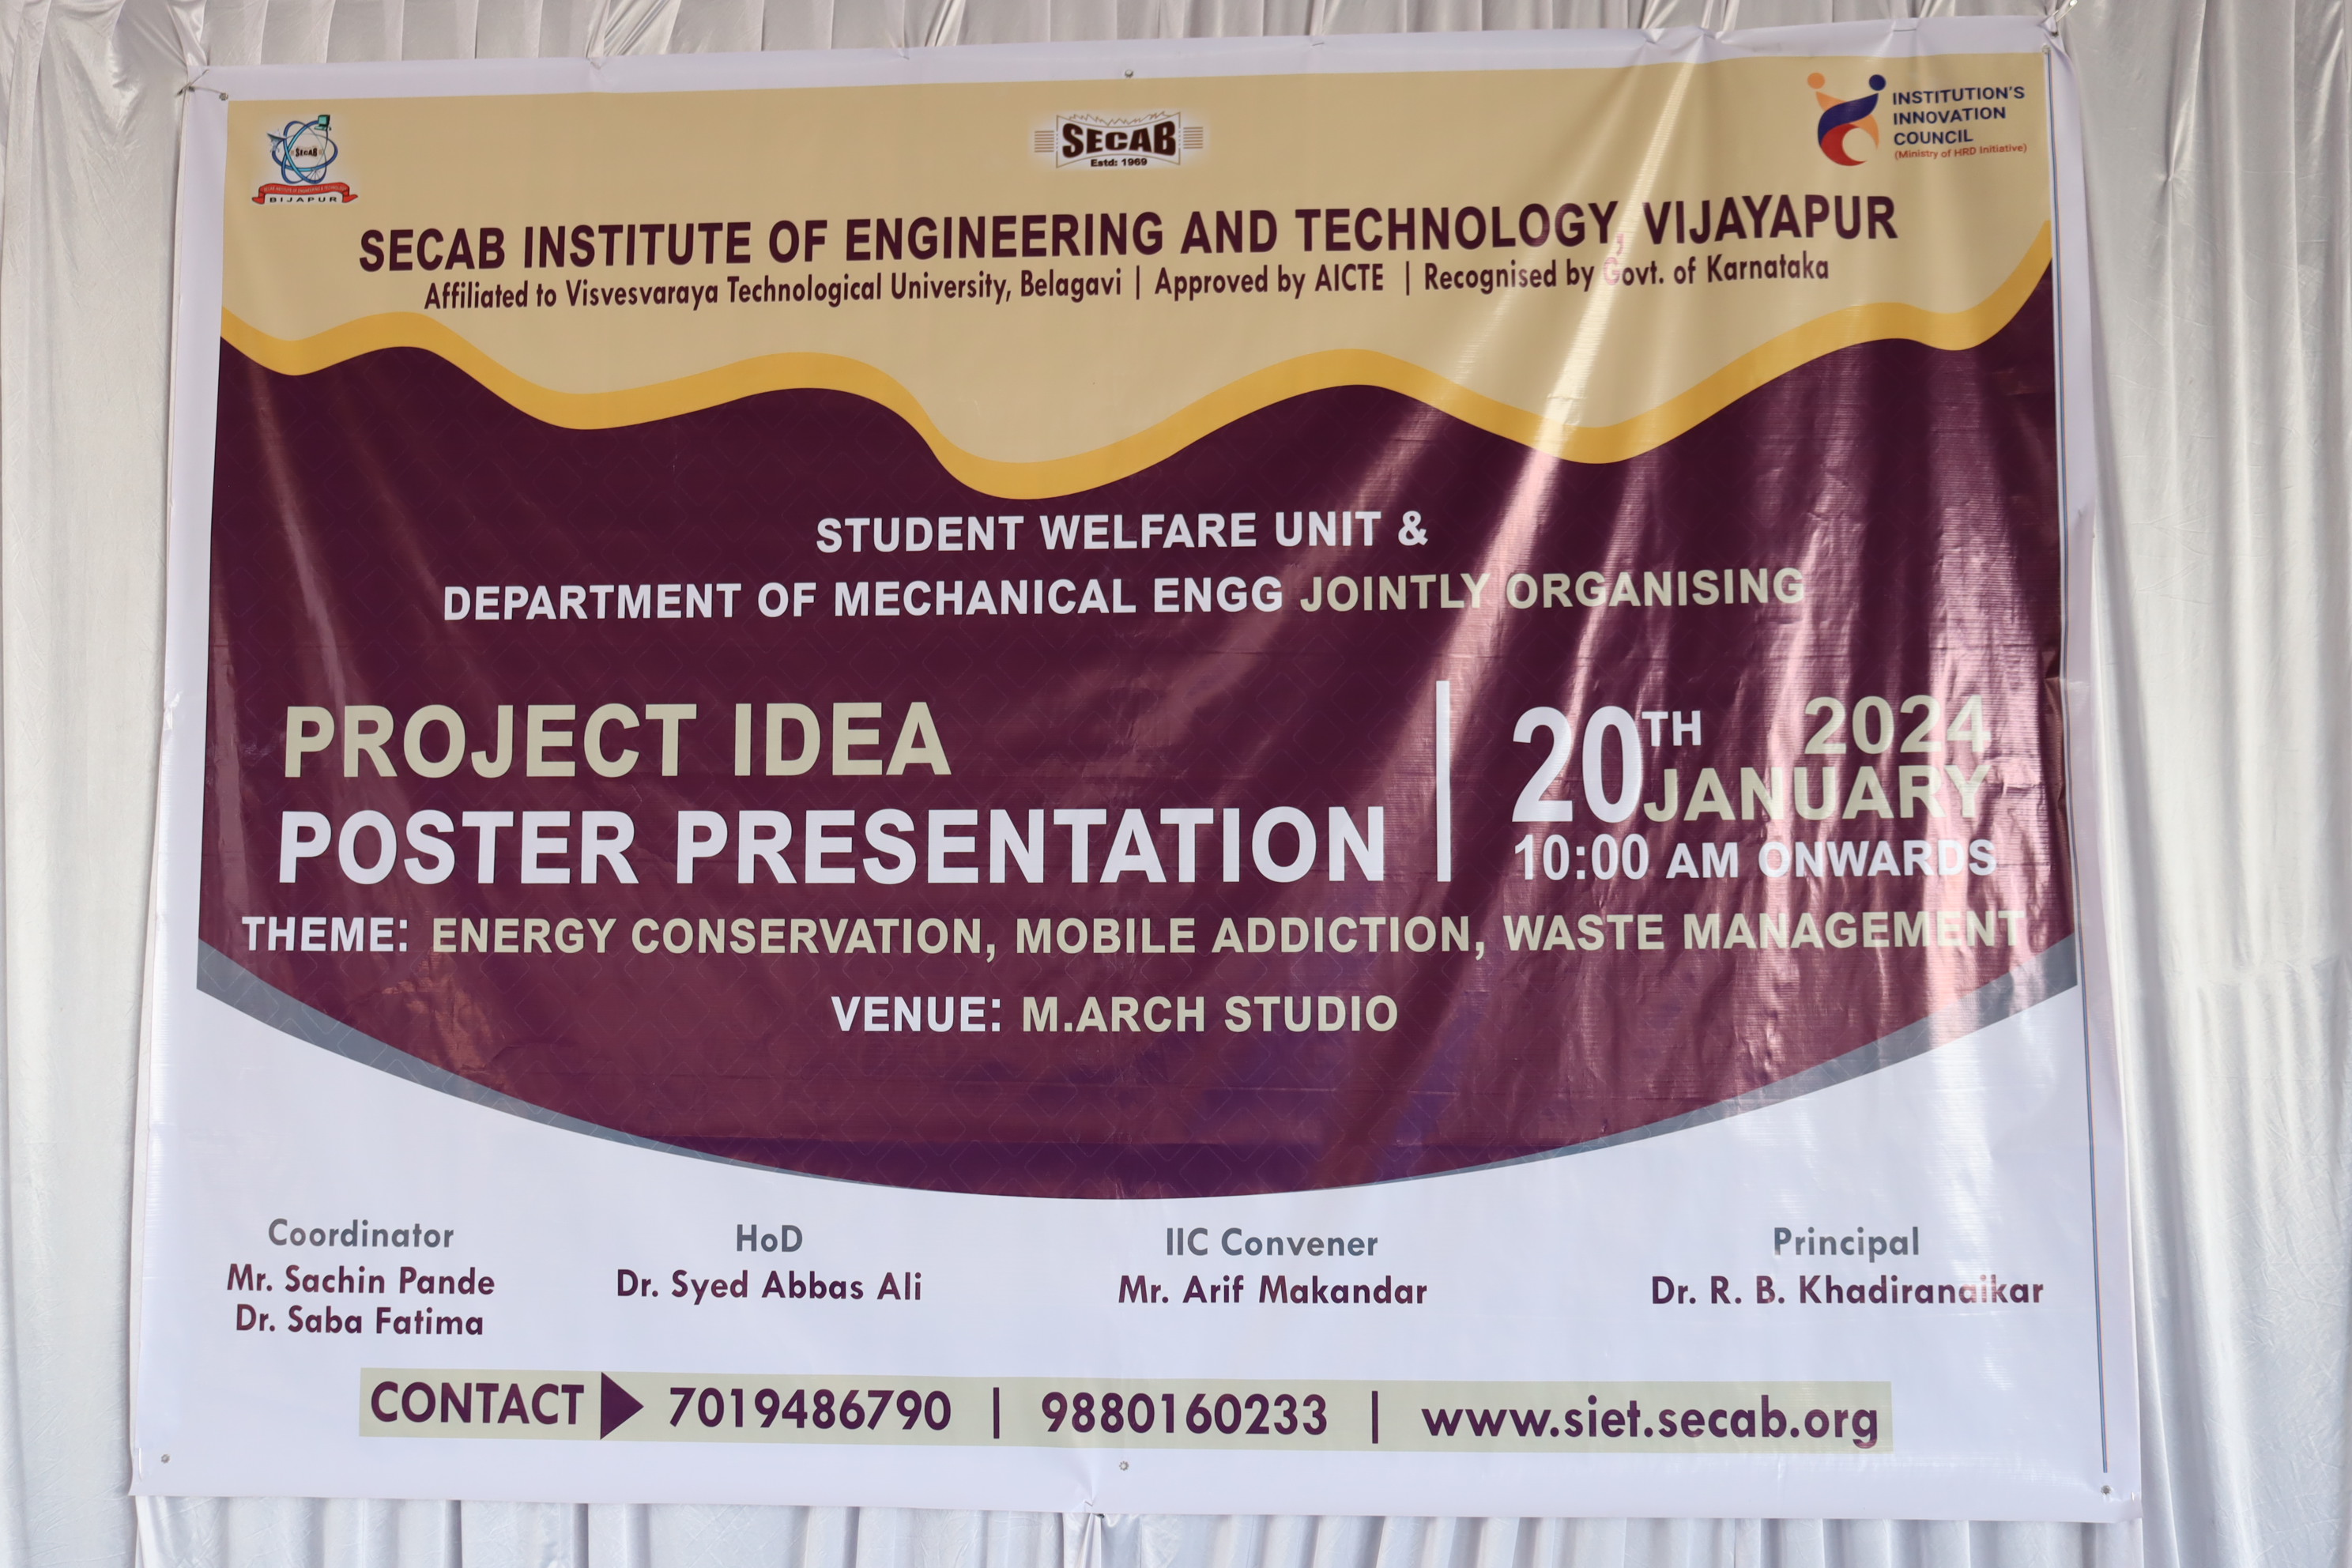 SECAB
BIJAPUR
SECAB
Estd: 1969
INSTITUTION'S
INNOVATION
COUNCIL
(Ministry of HRD Initiative)
SECAB INSTITUTE OF ENGINEERING AND TECHNOLOGY, VIJAYAPUR
Affiliated to Visvesvaraya Technological University, Belagavi | Approved by AICTE | Recognised by Govt. of Karnataka
STUDENT WELFARE UNIT &
DEPARTMENT OF MECHANICAL ENGG JOINTLY ORGANISING
PROJECT IDEA
POSTER PRESENTATION
20TH 2024
JANUARY
10:00 AM ONWARDS
THEME: ENERGY CONSERVATION, MOBILE ADDICTION, WASTE MANAGEMENT
VENUE: M.ARCH STUDIO
Coordinator
Mr. Sachin Pande
Dr. Saba Fatima
HoD
Dr. Syed Abbas Ali
IIC Convener
Mr. Arif Makandar
Principal
Dr. R. B. Khadiranaikar
CONTACT 7019486790 | 9880160233 | www.siet.secab.org